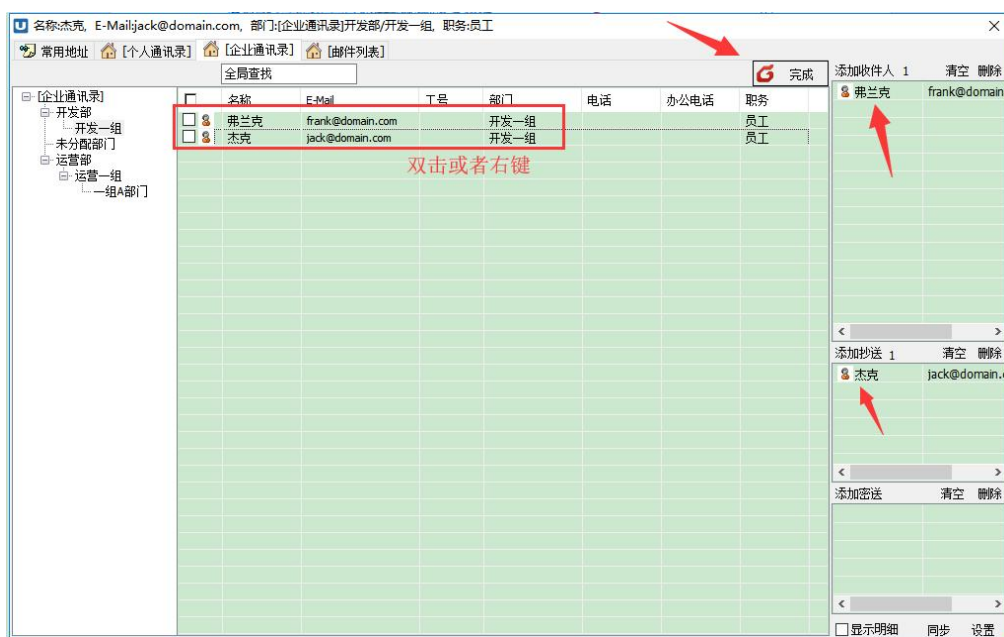 名称:杰克, E-Mail:jack@domain.com, 部门:[企业通讯录]开发部/开发一组, 职务:员工
常用地址 [个人通讯录] [企业通讯录] [邮件列表]
全局查找 完成
添加收件人 1 清空 删除
[企业通讯录]
开发部
开发一组
未分配部门
运营部
运营一组
一组A部门
名称 E-Mail 工号 部门 电话 办公电话 职务
弗兰克 frank@domain.com 开发一组 员工
杰克 jack@domain.com 开发一组 员工
双击或者右键
弗兰克 frank@domain
添加抄送 1 清空 删除
杰克 jack@domain.
添加密送 清空 删除
显示明细 同步 设置